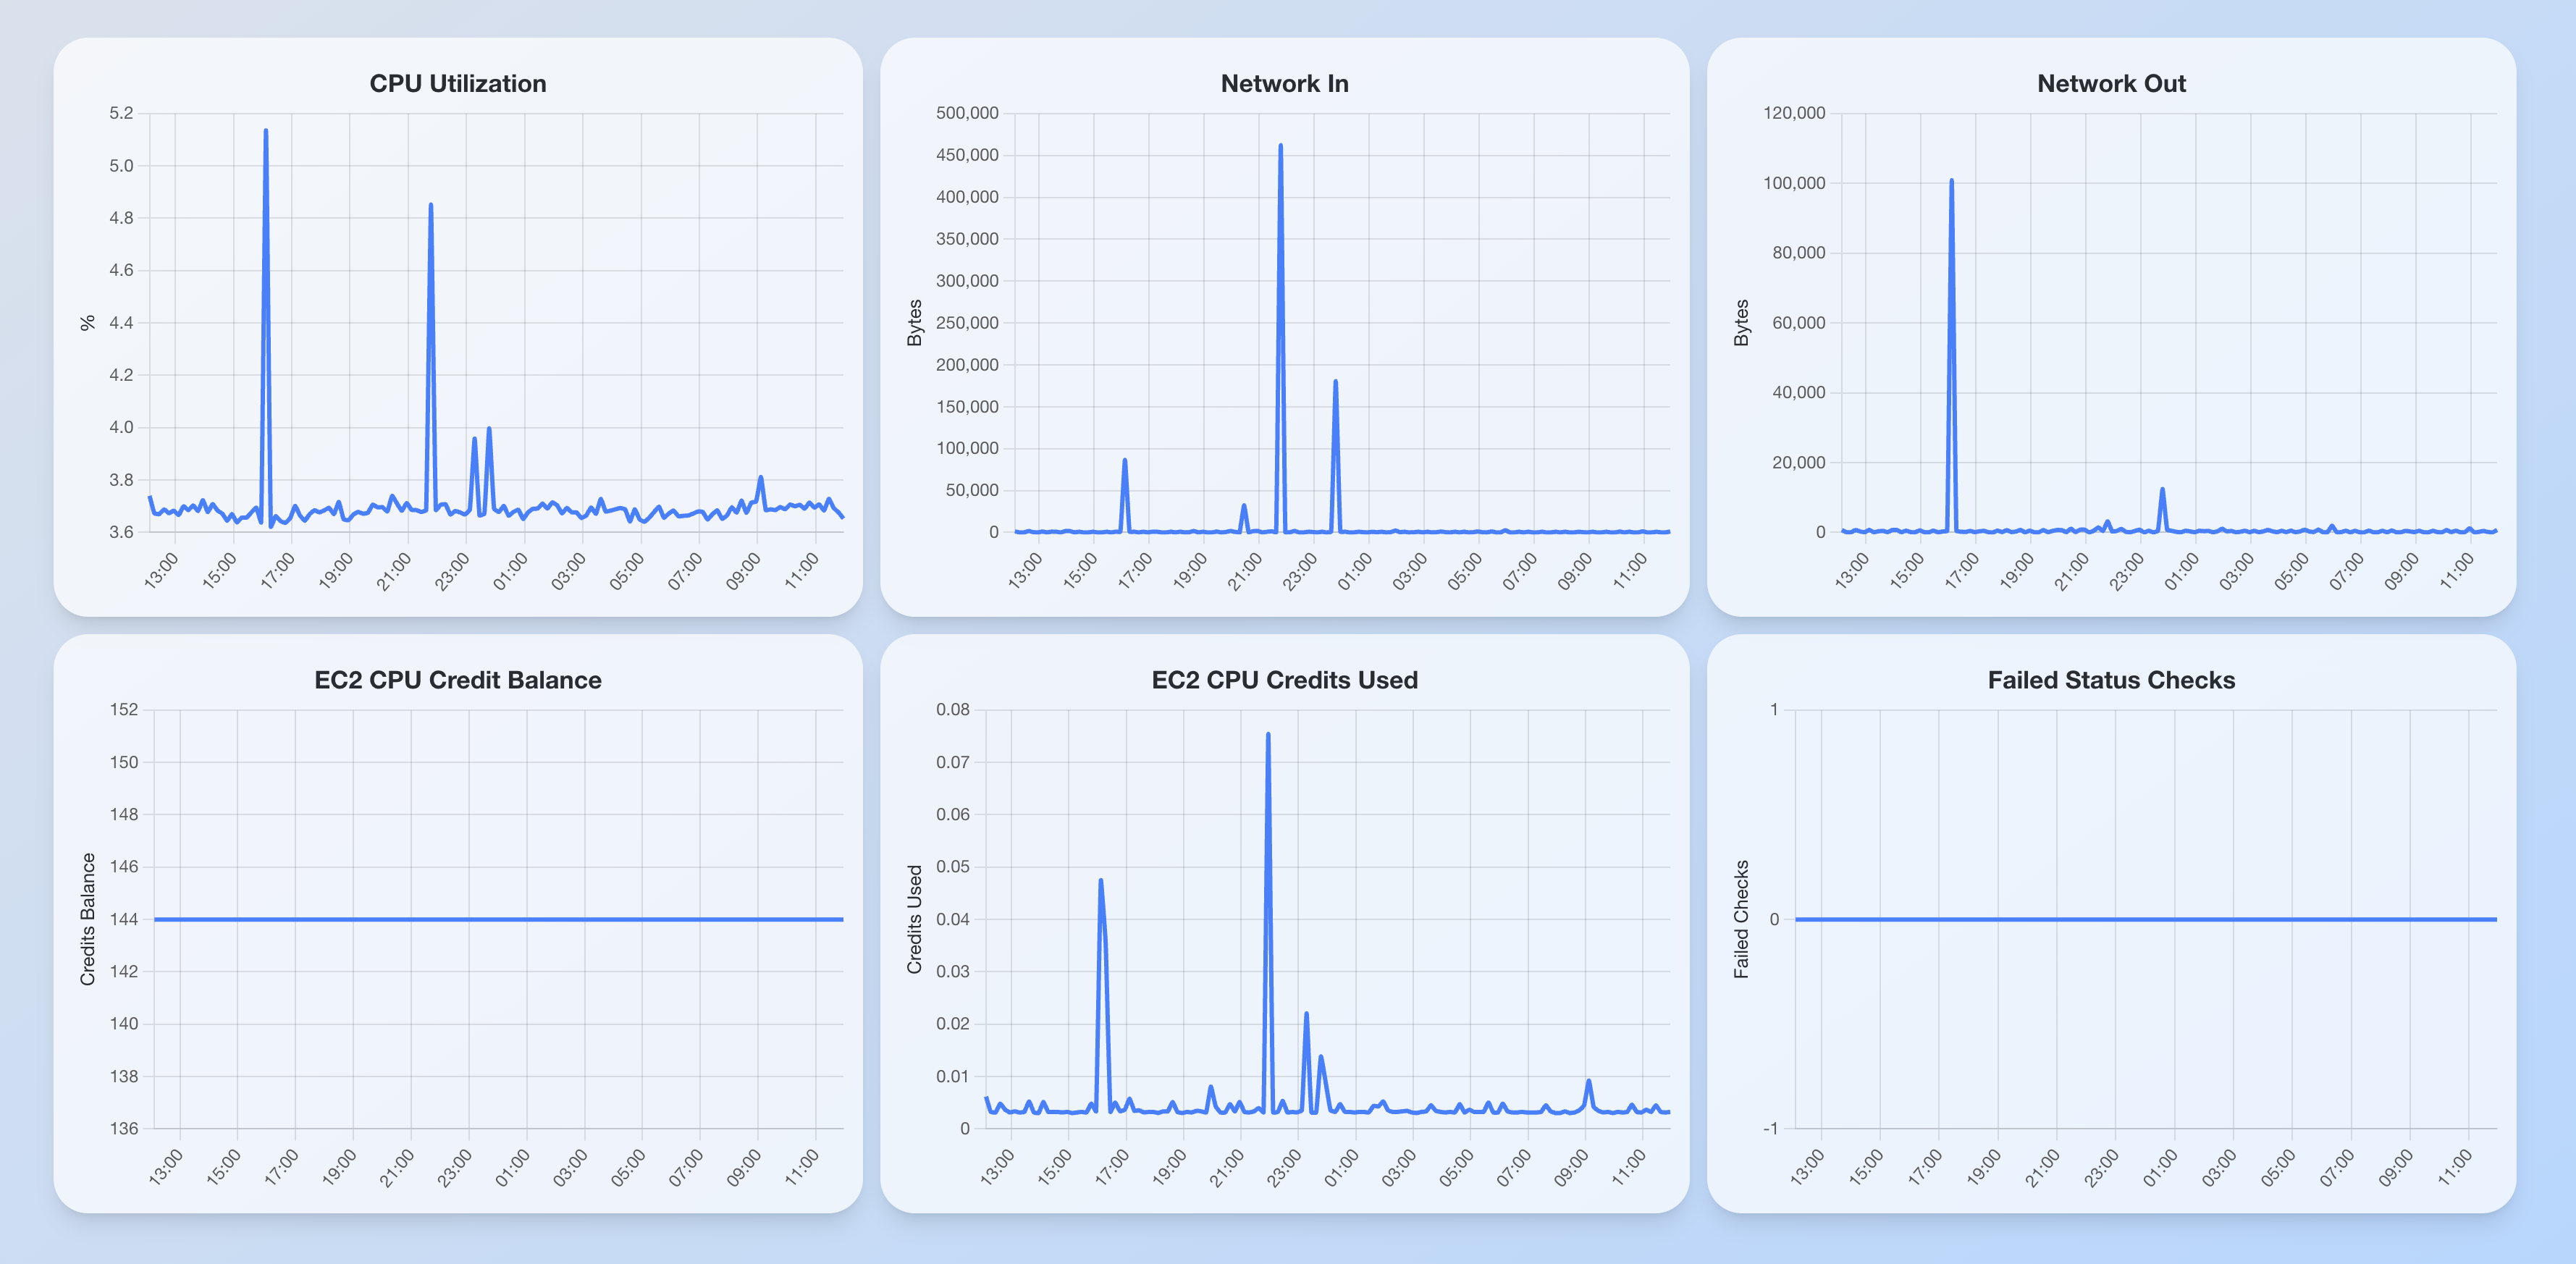 CPU Utilization
%
5.2
5.0
4.8
4.6
4.4
4.2
4.0
3.8
3.6
13:00 15:00 17:00 19:00 21:00 23:00 01:00 03:00 05:00 07:00 09:00 11:00
Network In
Bytes
500,000
450,000
400,000
350,000
300,000
250,000
200,000
150,000
100,000
50,000
0
13:00 15:00 17:00 19:00 21:00 23:00 01:00 03:00 05:00 07:00 09:00 11:00
Network Out
Bytes
120,000
100,000
80,000
60,000
40,000
20,000
0
13:00 15:00 17:00 19:00 21:00 23:00 01:00 03:00 05:00 07:00 09:00 11:00
EC2 CPU Credit Balance
Credits Balance
152
150
148
146
144
142
140
138
136
13:00 15:00 17:00 19:00 21:00 23:00 01:00 03:00 05:00 07:00 09:00 11:00
EC2 CPU Credits Used
Credits Used
0.08
0.07
0.06
0.05
0.04
0.03
0.02
0.01
0
13:00 15:00 17:00 19:00 21:00 23:00 01:00 03:00 05:00 07:00 09:00 11:00
Failed Status Checks
Failed Checks
1
0
-1
13:00 15:00 17:00 19:00 21:00 23:00 01:00 03:00 05:00 07:00 09:00 11:00